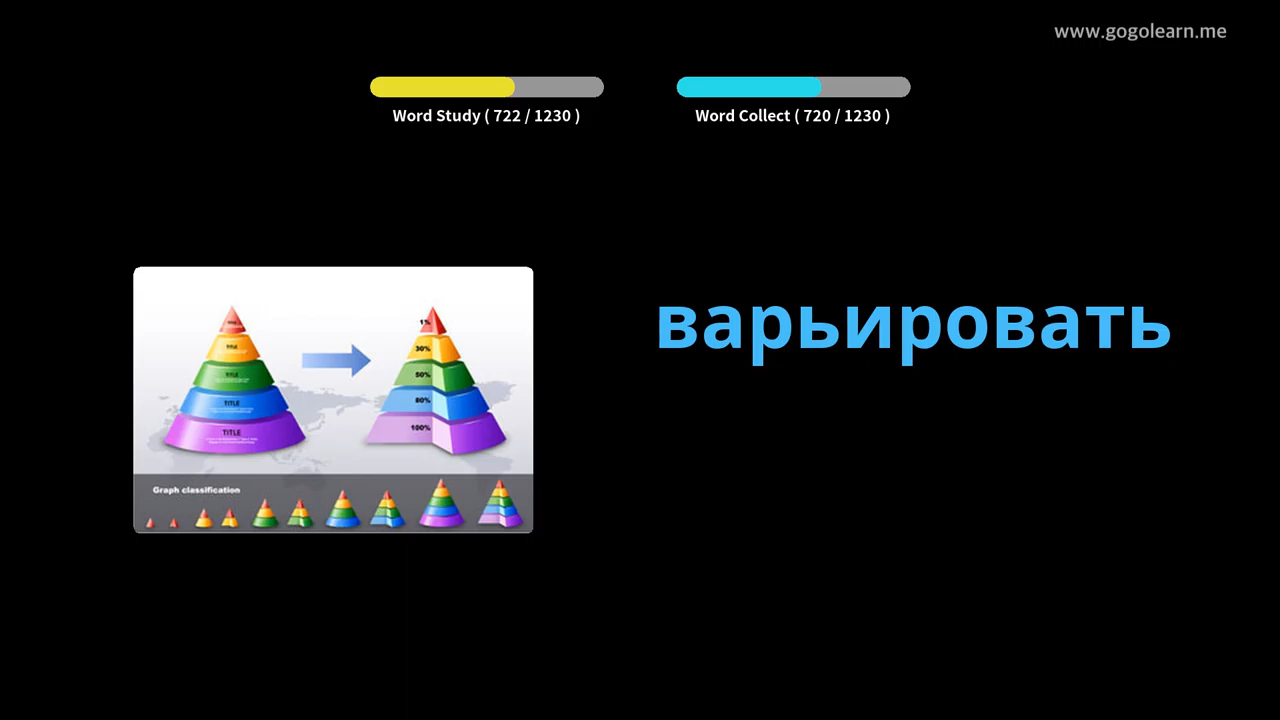 www.gogolearn.me
Word Study ( 722 / 1230 )
Word Collect ( 720 / 1230 )
варьировать
TITLE
TITLE
TITLE
TITLE
1%
30%
50%
80%
100%
Graph classification